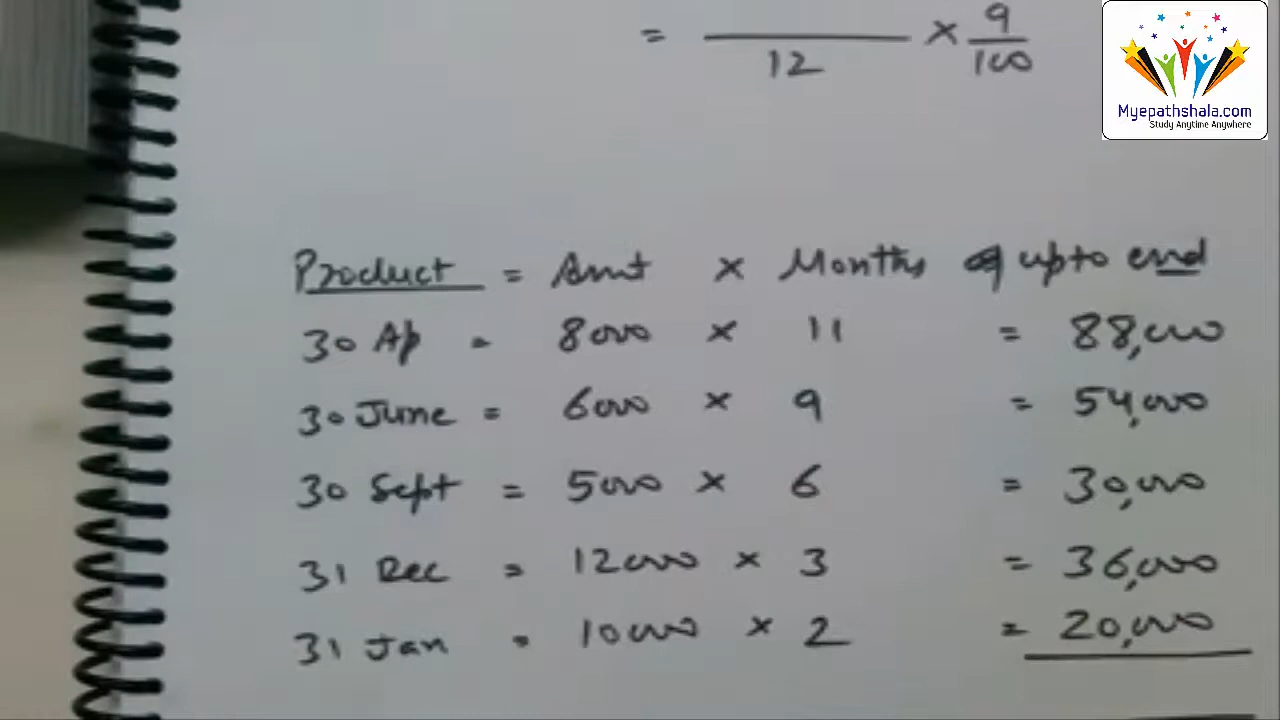 = ——— × 9/100
12
Myepathshala.com
Study Anytime Anywhere
Product = Amt × Months upto end
30 Ap = 8000 × 11 = 88,000
30 June = 6000 × 9 = 54,000
30 Sept = 5000 × 6 = 30,000
31 Dec = 12000 × 3 = 36,000
31 Jan = 10000 × 2 = 20,000